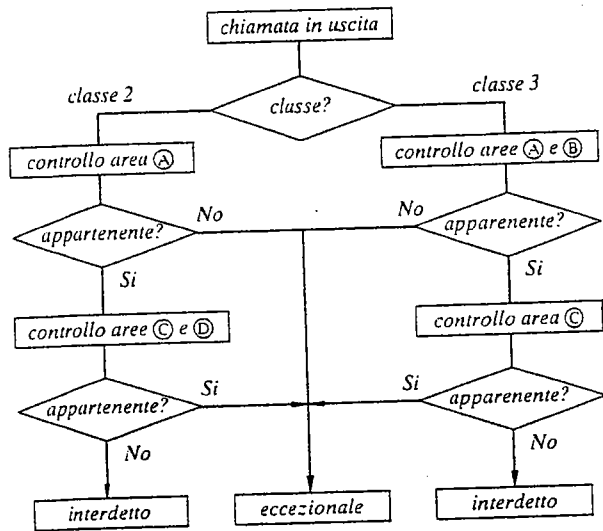 chiamata in uscita
classe 2
classe?
classe 3
controllo area Ⓐ
controllo aree Ⓐ e Ⓑ
appartenente?
No
No
apparenente?
Si
Si
controllo aree Ⓒ e Ⓓ
controllo area Ⓒ
appartenente?
Si
Si
apparenente?
No
No
interdetto
eccezionale
interdetto